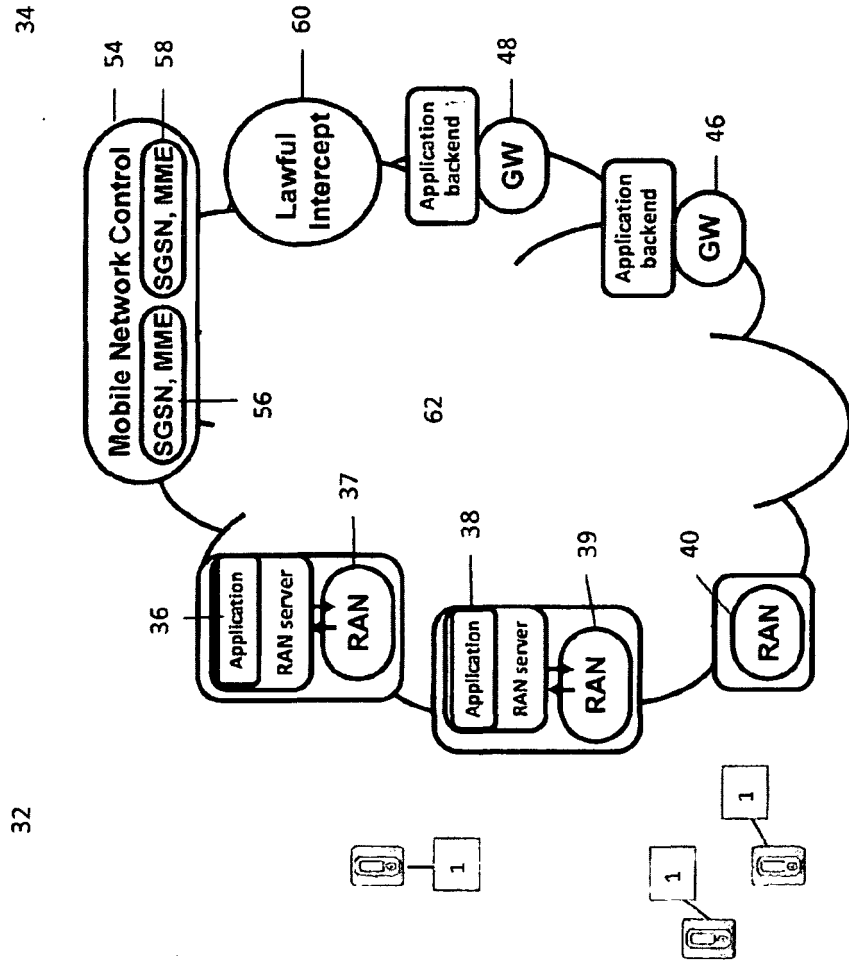 32
34
Mobile Network Control
54
SGSN, MME
SGSN, MME
58
56
Lawful
Intercept
60
36
Application
RAN server
RAN
37
62
Application
backend
GW
48
Application
RAN server
38
RAN
39
Application
backend
GW
46
RAN
40
1
1
1